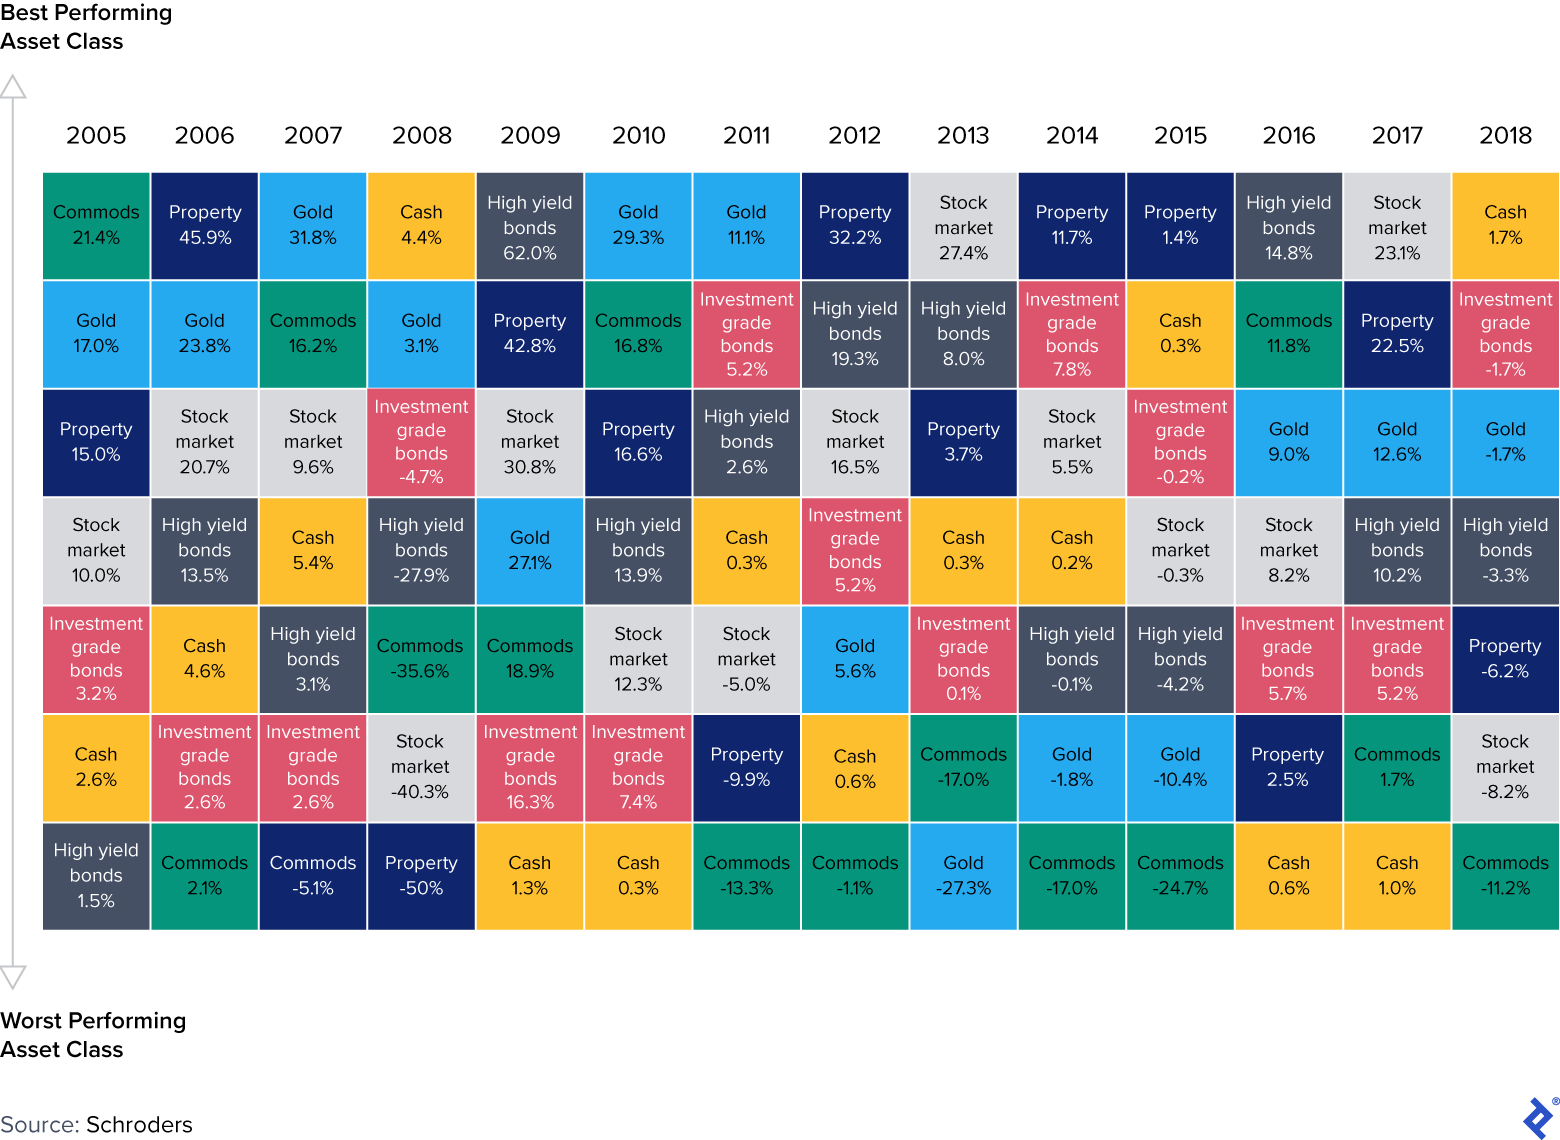 Best Performing
Asset Class
2005 2006 2007 2008 2009 2010 2011 2012 2013 2014 2015 2016 2017 2018
Commods
21.4%
Property
45.9%
Gold
31.8%
Cash
4.4%
High yield
bonds
62.0%
Gold
29.3%
Gold
11.1%
Property
32.2%
Stock
market
27.4%
Property
11.7%
Property
1.4%
High yield
bonds
14.8%
Stock
market
23.1%
Cash
1.7%
Gold
17.0%
Gold
23.8%
Commods
16.2%
Gold
3.1%
Property
42.8%
Commods
16.8%
Investment
grade
bonds
5.2%
High yield
bonds
19.3%
High yield
bonds
8.0%
Investment
grade
bonds
7.8%
Cash
0.3%
Commods
11.8%
Property
22.5%
Investment
grade
bonds
-1.7%
Property
15.0%
Stock
market
20.7%
Stock
market
9.6%
Investment
grade
bonds
-4.7%
Stock
market
30.8%
Property
16.6%
High yield
bonds
2.6%
Stock
market
16.5%
Property
3.7%
Stock
market
5.5%
Investment
grade
bonds
-0.2%
Gold
9.0%
Gold
12.6%
Gold
-1.7%
Stock
market
10.0%
High yield
bonds
13.5%
Cash
5.4%
High yield
bonds
-27.9%
Gold
27.1%
High yield
bonds
13.9%
Cash
0.3%
Investment
grade
bonds
5.2%
Cash
0.3%
Cash
0.2%
Stock
market
-0.3%
Stock
market
8.2%
High yield
bonds
10.2%
High yield
bonds
-3.3%
Investment
grade
bonds
3.2%
Cash
4.6%
High yield
bonds
3.1%
Commods
-35.6%
Commods
18.9%
Stock
market
12.3%
Stock
market
-5.0%
Gold
5.6%
Investment
grade
bonds
0.1%
High yield
bonds
-0.1%
High yield
bonds
-4.2%
Investment
grade
bonds
5.7%
Investment
grade
bonds
5.2%
Property
-6.2%
Cash
2.6%
Investment
grade
bonds
2.6%
Investment
grade
bonds
2.6%
Stock
market
-40.3%
Investment
grade
bonds
16.3%
Investment
grade
bonds
7.4%
Property
-9.9%
Cash
0.6%
Commods
-17.0%
Gold
-1.8%
Gold
-10.4%
Property
2.5%
Commods
1.7%
Stock
market
-8.2%
High yield
bonds
1.5%
Commods
2.1%
Commods
-5.1%
Property
-50%
Cash
1.3%
Cash
0.3%
Commods
-13.3%
Commods
-1.1%
Gold
-27.3%
Commods
-17.0%
Commods
-24.7%
Cash
0.6%
Cash
1.0%
Commods
-11.2%
Worst Performing
Asset Class
Source: Schroders
®